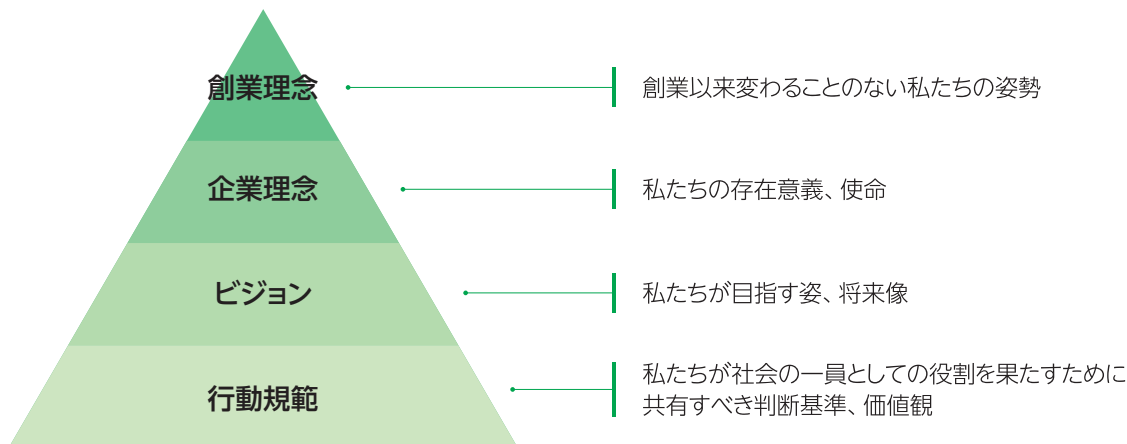 創業理念
創業以来変わることのない私たちの姿勢
企業理念
私たちの存在意義、使命
ビジョン
私たちが目指す姿、将来像
行動規範
私たちが社会の一員としての役割を果たすために
共有すべき判断基準、価値観